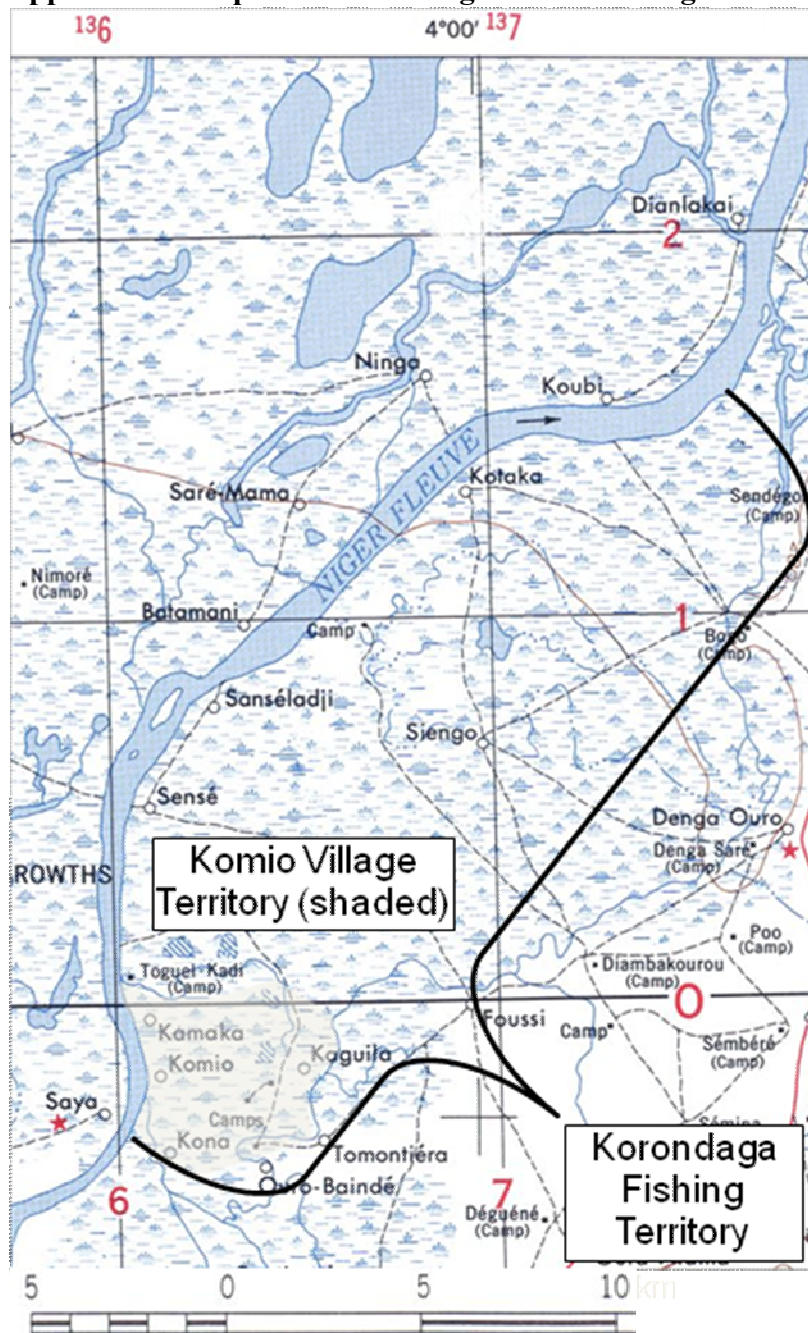 136 4°00' 137
Dianlakai
2
Ninga
Koubi
Kotaka
Saré-Mama
Sendégo
(Camp)
NIGER FLEUVE
Nimoré
(Camp)
Batamani
Camp
1
(Camp)
Sanséladji
Siengo
Sensé
Denga Ouro
Denga Saré
(Camp)
ROWTHS
Komio Village
Territory (shaded)
Poo
(Camp)
Toguel Kadi
(Camp)
Diambakourou
(Camp)
0
Kamaka
Foussi
Camp
Sémbéré
(Camp)
Komio
Kaguila
Saya
Camps
Kona
Tomontiéra
Korondaga
Fishing
Territory
6
7
Déguéné
(Camp)
5 0 5 10 km